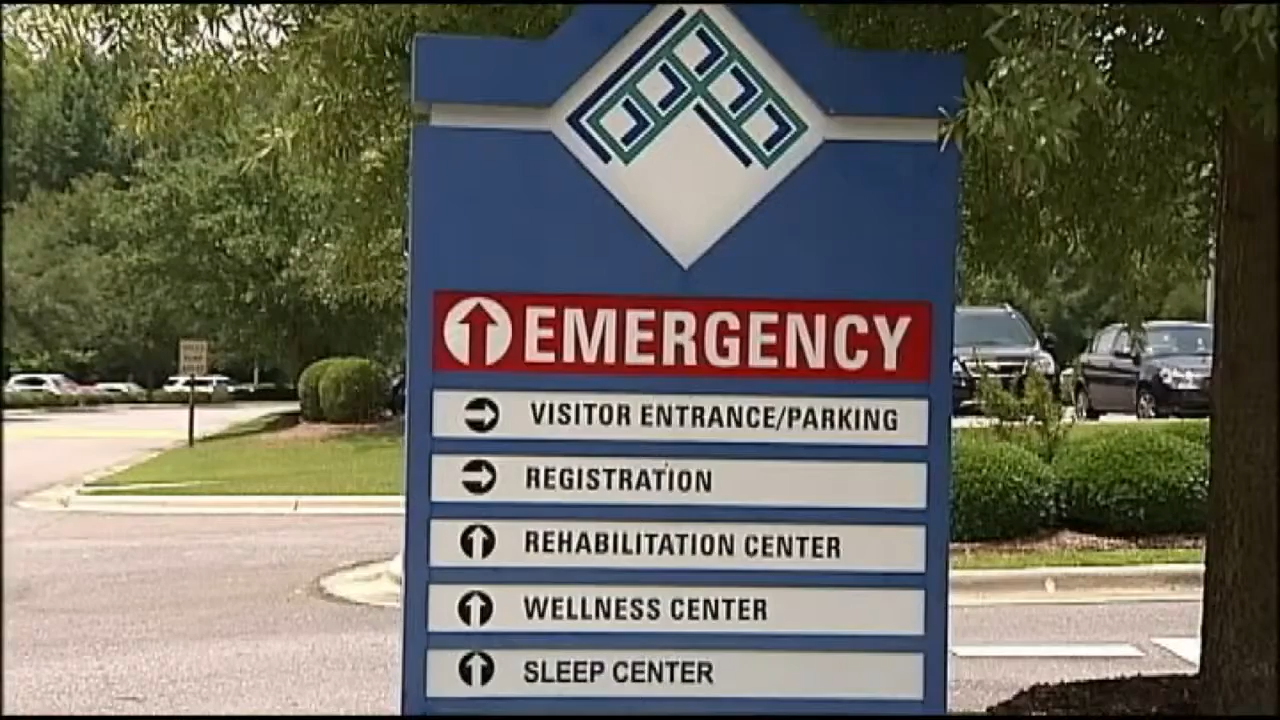 EMERGENCY
VISITOR ENTRANCE/PARKING
REGISTRATION
REHABILITATION CENTER
WELLNESS CENTER
SLEEP CENTER